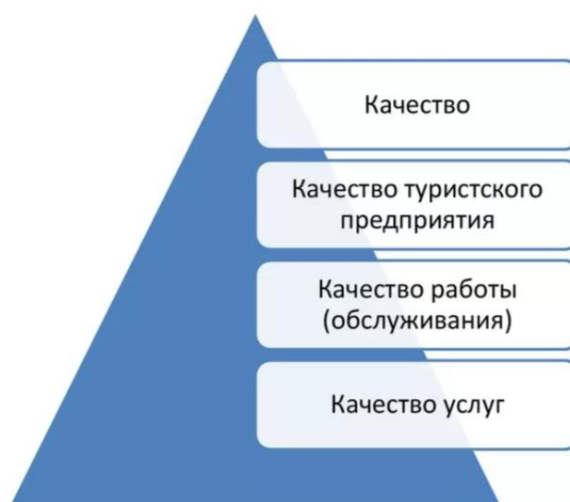 Качество
Качество туристского
предприятия
Качество работы
(обслуживания)
Качество услуг